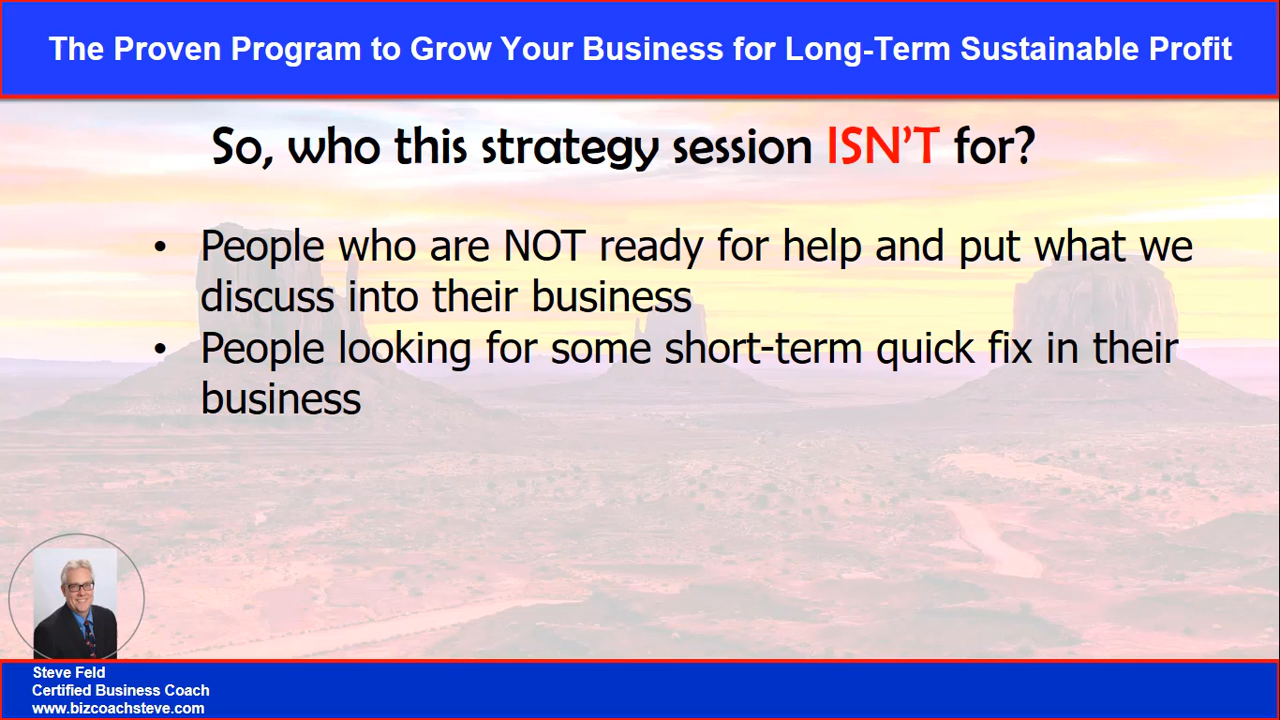 The Proven Program to Grow Your Business for Long-Term Sustainable Profit
So, who this strategy session ISN’T for?
• People who are NOT ready for help and put what we
discuss into their business
• People looking for some short-term quick fix in their
business
Steve Feld
Certified Business Coach
www.bizcoachsteve.com